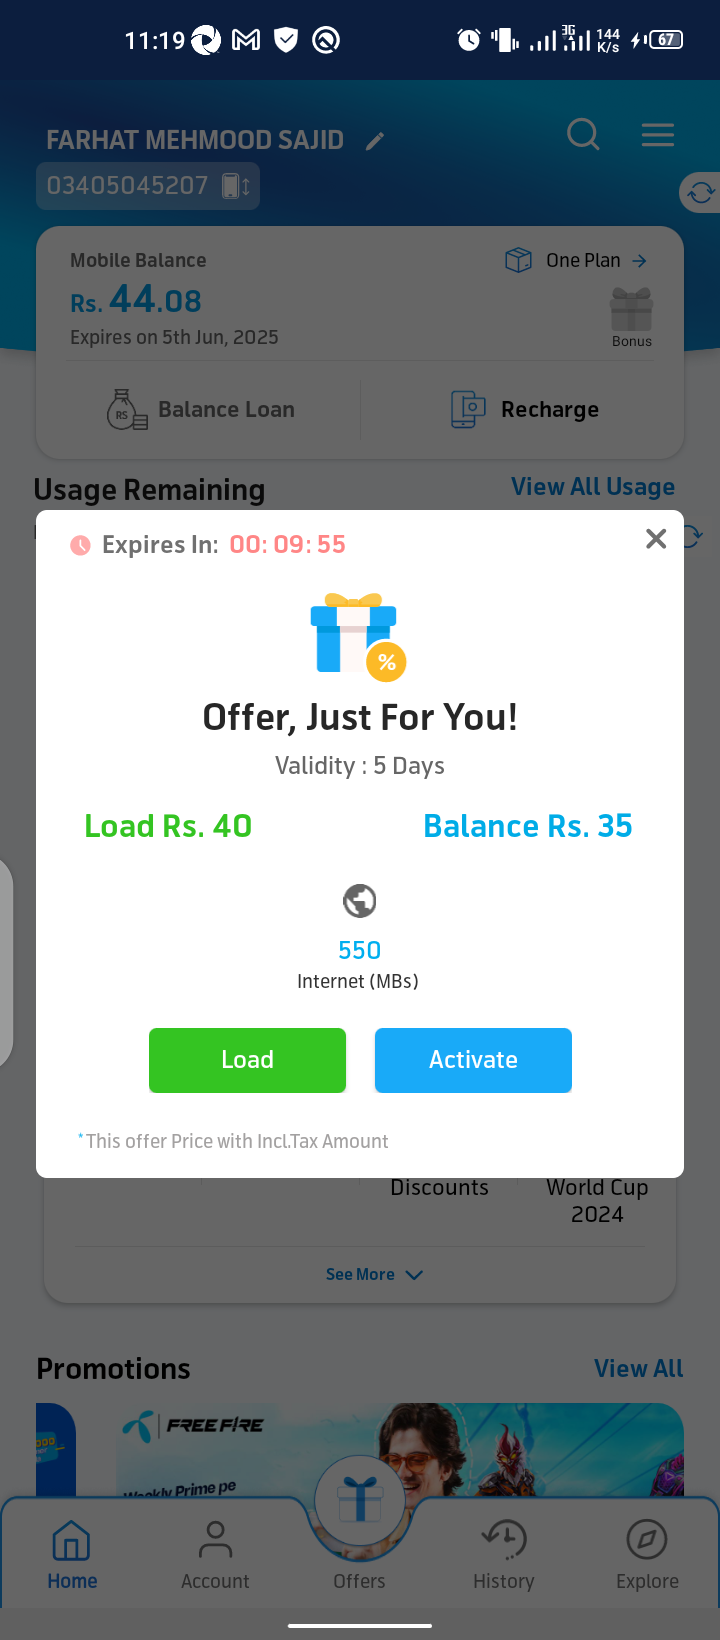 11:19
3G
144
K/s
67
FARHAT MEHMOOD SAJID
03405045207
Mobile Balance
One Plan
Rs. 44.08
Expires on 5th Jun, 2025
Bonus
RS
Balance Loan
Recharge
Usage Remaining
View All Usage
Expires In: 00: 09: 55
%
Offer, Just For You!
Validity : 5 Days
Load Rs. 40
Balance Rs. 35
550
Internet (MBs)
Load
Activate
*This offer Price with Incl.Tax Amount
Discounts
World Cup
2024
See More
Promotions
View All
FREE FIRE
Weekly Prime pe
Home
Account
Offers
History
Explore